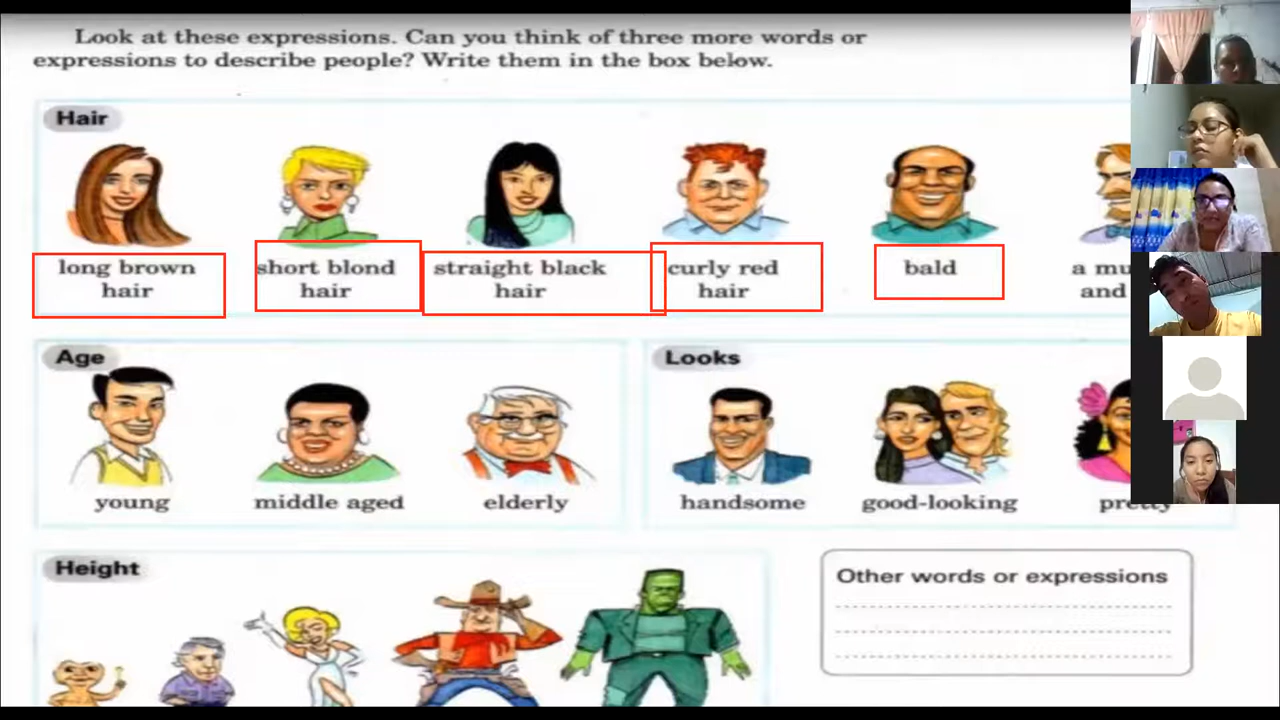 Look at these expressions. Can you think of three more words or
expressions to describe people? Write them in the box below.
Hair
long brown
hair
short blond
hair
straight black
hair
curly red
hair
bald
a
and
Age
young
middle aged
elderly
Looks
handsome
good-looking
pretty
Height
Other words or expressions